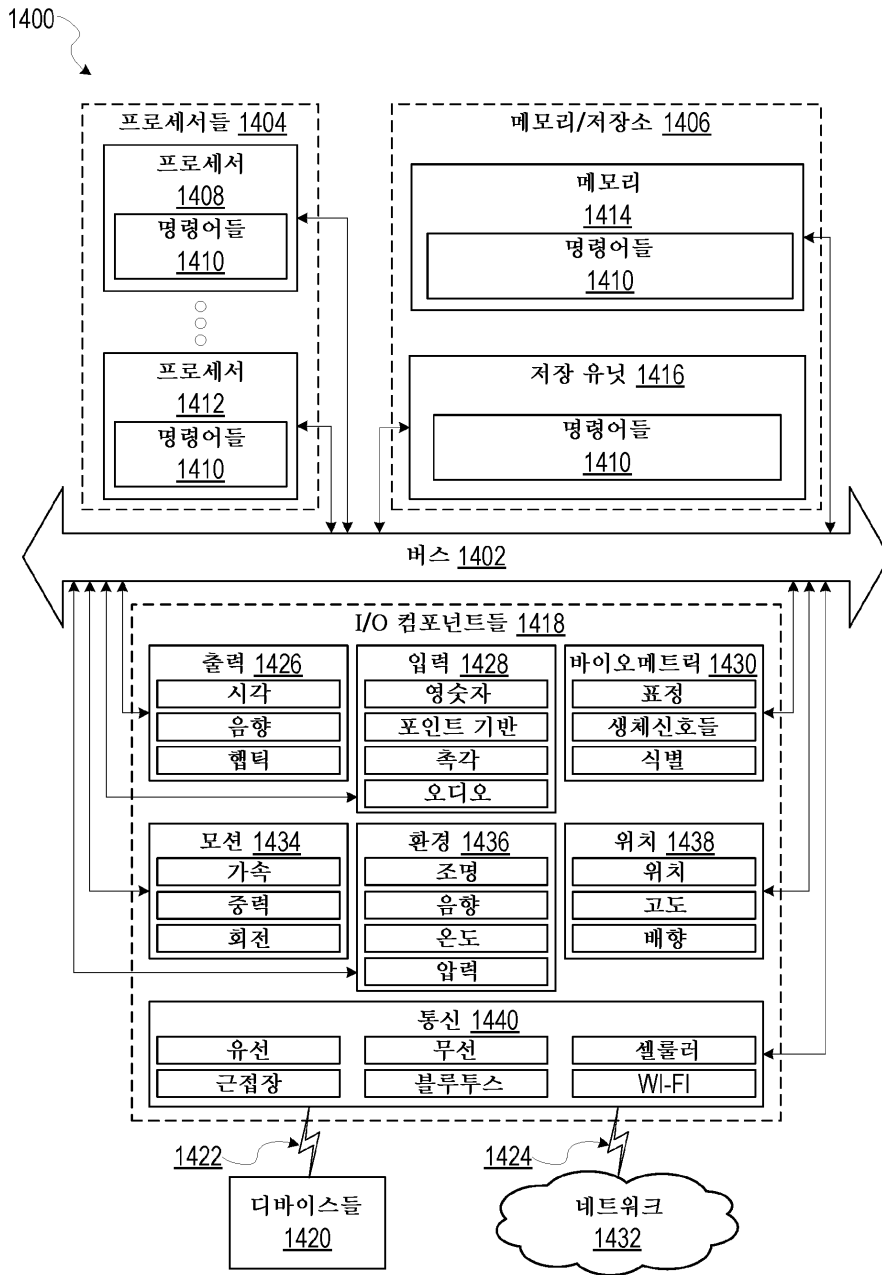 1400
프로세서들 1404
프로세서
1408
명령어들
1410
프로세서
1412
명령어들
1410
메모리/저장소 1406
메모리
1414
명령어들
1410
저장 유닛 1416
명령어들
1410
버스 1402
I/O 컴포넌트들 1418
출력 1426
시각
음향
햅틱
입력 1428
영숫자
포인트 기반
촉각
오디오
바이오메트릭 1430
표정
생체신호들
식별
모션 1434
가속
중력
회전
환경 1436
조명
음향
온도
압력
위치 1438
위치
고도
배향
통신 1440
유선
무선
셀룰러
근접장
블루투스
WI-FI
1422
1424
디바이스들
1420
네트워크
1432